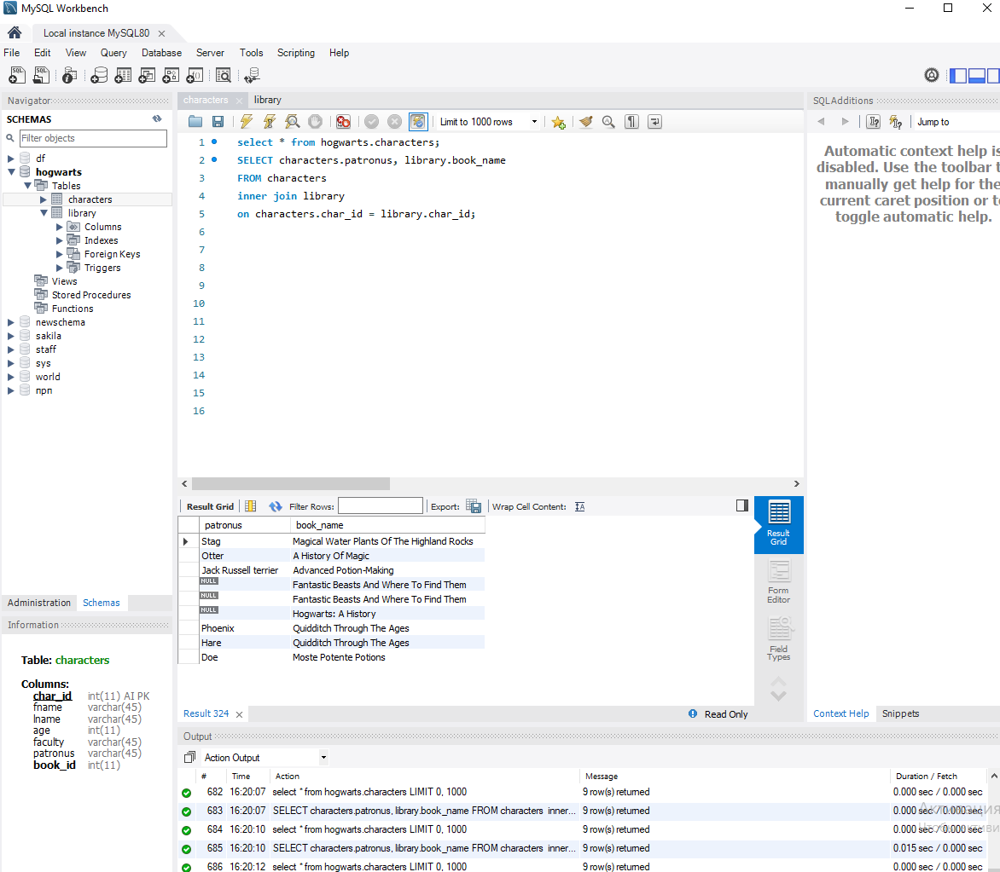 MySQL Workbench
Local instance MySQL80
File Edit View Query Database Server Tools Scripting Help
Navigator
SCHEMAS
Filter objects
df
hogwarts
Tables
characters
library
Columns
Indexes
Foreign Keys
Triggers
Views
Stored Procedures
Functions
newschema
sakila
staff
sys
world
прп
Administration Schemas
Information
Table: characters
Columns:
char_id int(11) AI PK
fname varchar(45)
lname varchar(45)
age int(11)
faculty varchar(45)
patronus varchar(45)
book_id int(11)
characters library
Limit to 1000 rows
1 select * from hogwarts.characters;
2 SELECT characters.patronus, library.book_name
3 FROM characters
4 inner join library
5 on characters.char_id = library.char_id;
6
7
8
9
10
11
12
13
14
15
16
Result Grid Filter Rows: Export: Wrap Cell Content:
patronus book_name
Stag Magical Water Plants Of The Highland Rocks
Otter A History Of Magic
Jack Russell terrier Advanced Potion-Making
NULL Fantastic Beasts And Where To Find Them
NULL Fantastic Beasts And Where To Find Them
NULL Hogwarts: A History
Phoenix Quidditch Through The Ages
Hare Quidditch Through The Ages
Doe Moste Potente Potions
Result Grid
Form Editor
Field Types
Result 324 Read Only
SQLAdditions
Jump to
Automatic context help is
disabled. Use the toolbar t
manually get help for the
current caret position or to
toggle automatic help.
Context Help Snippets
Output
Action Output
# Time Action Message Duration / Fetch
682 16:20:07 select * from hogwarts.characters LIMIT 0, 1000 9 row(s) returned 0.000 sec / 0.000 sec
683 16:20:07 SELECT characters.patronus, library.book_name FROM characters inner... 9 row(s) returned 0.000 sec / 0.000 sec
684 16:20:10 select * from hogwarts.characters LIMIT 0, 1000 9 row(s) returned 0.000 sec / 0.000 sec
685 16:20:10 SELECT characters.patronus, library.book_name FROM characters inner... 9 row(s) returned 0.015 sec / 0.000 sec
686 16:20:12 select * from hogwarts.characters LIMIT 0, 1000 9 row(s) returned 0.000 sec / 0.000 sec
Активация